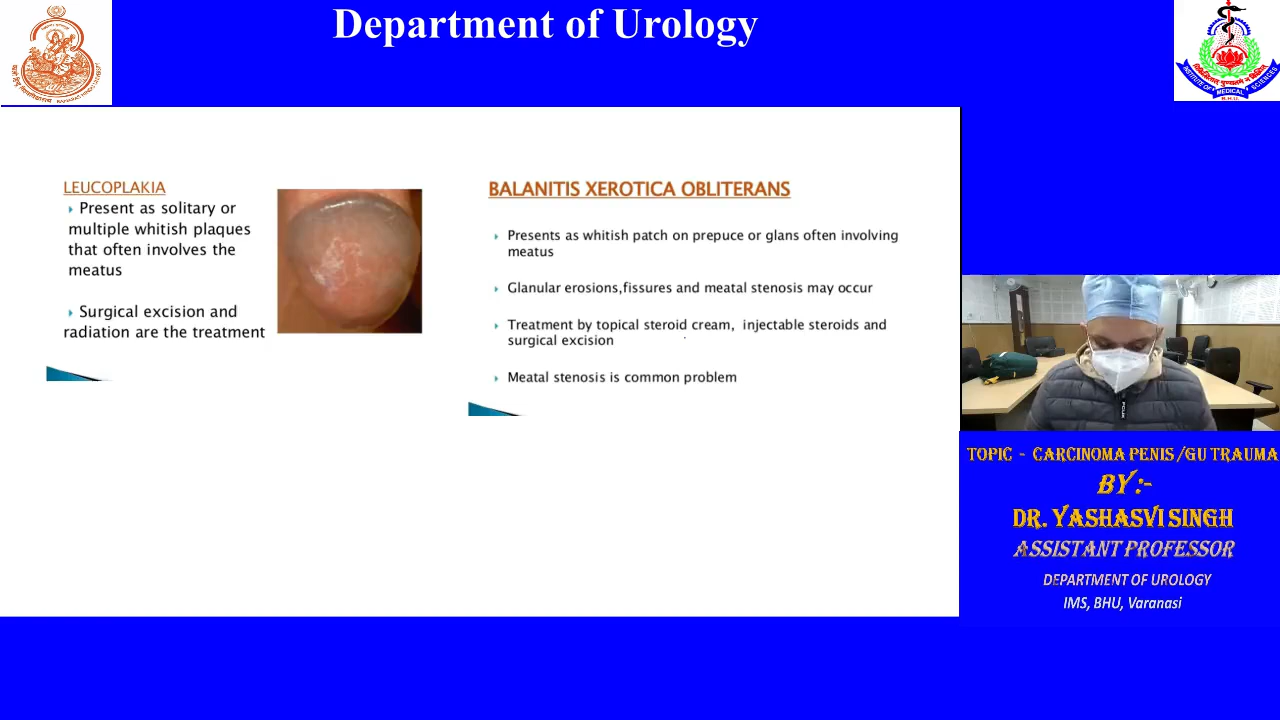 Department of Urology
INSTITUTE OF MEDICAL SCIENCES
B.H.U.
LEUCOPLAKIA
Present as solitary or
multiple whitish plaques
that often involves the
meatus
Surgical excision and
radiation are the treatment
BALANITIS XEROTICA OBLITERANS
Presents as whitish patch on prepuce or glans often involving
meatus
Glanular erosions,fissures and meatal stenosis may occur
Treatment by topical steroid cream, injectable steroids and
surgical excision
Meatal stenosis is common problem
TOPIC - CARCINOMA PENIS /GU TRAUMA
BY :-
DR. YASHASVI SINGH
ASSISTANT PROFESSOR
DEPARTMENT OF UROLOGY
IMS, BHU, Varanasi